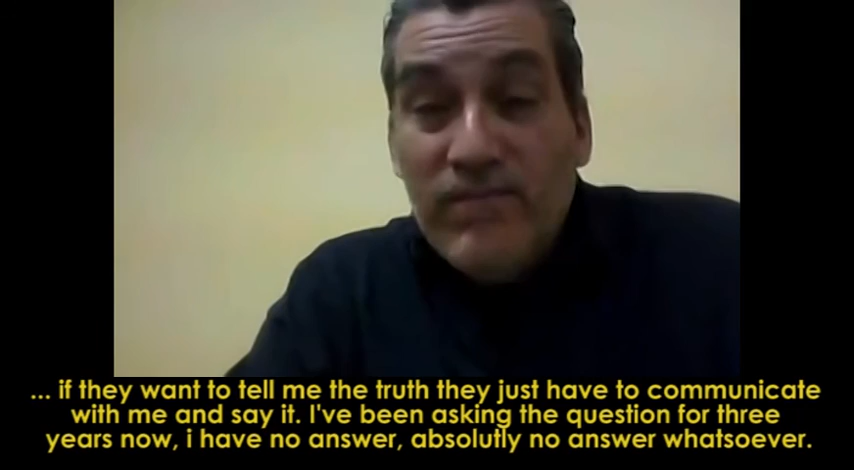 ... if they want to tell me the truth they just have to communicate
with me and say it. I've been asking the question for three
years now, i have no answer, absolutly no answer whatsoever.